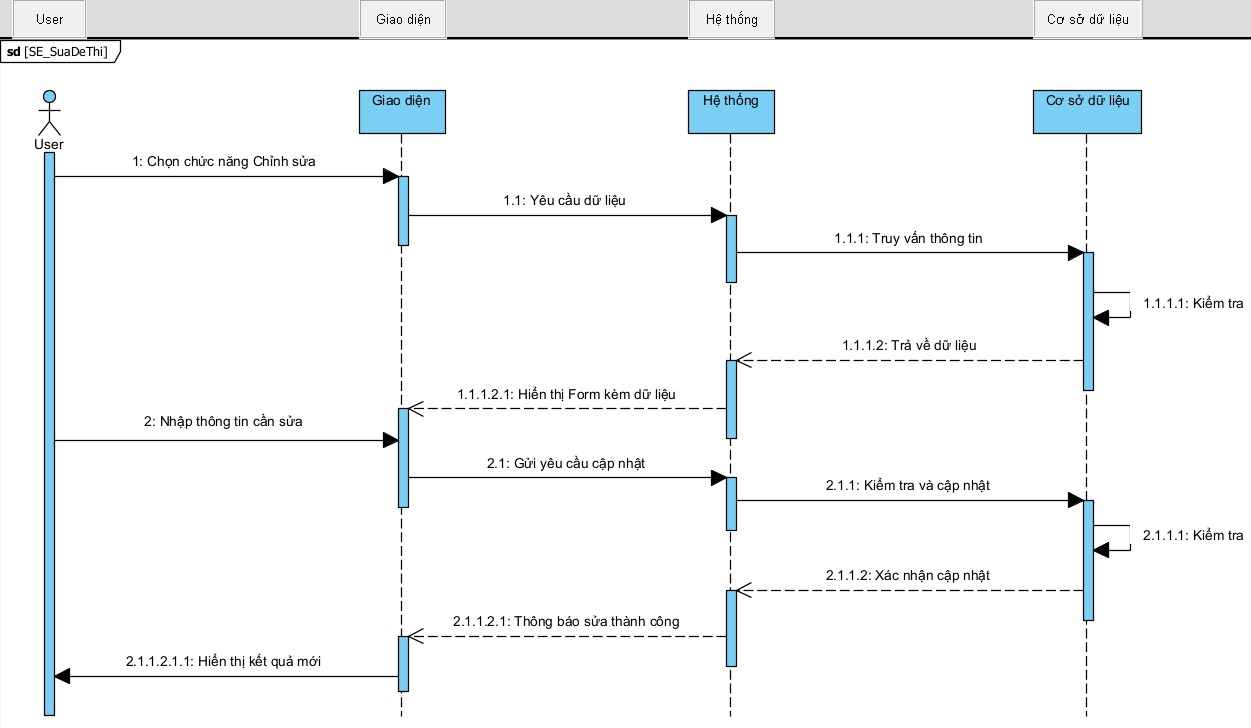 User
Giao diện
Hệ thống
Cơ sở dữ liệu
sd [SE_SuaDeThi]
Giao diện
Hệ thống
Cơ sở dữ liệu
User
1: Chọn chức năng Chỉnh sửa
1.1: Yêu cầu dữ liệu
1.1.1: Truy vấn thông tin
1.1.1.1: Kiểm tra
1.1.1.2: Trả về dữ liệu
1.1.1.2.1: Hiển thị Form kèm dữ liệu
2: Nhập thông tin cần sửa
2.1: Gửi yêu cầu cập nhật
2.1.1: Kiểm tra và cập nhật
2.1.1.1: Kiểm tra
2.1.1.2: Xác nhận cập nhật
2.1.1.2.1: Thông báo sửa thành công
2.1.1.2.1.1: Hiển thị kết quả mới